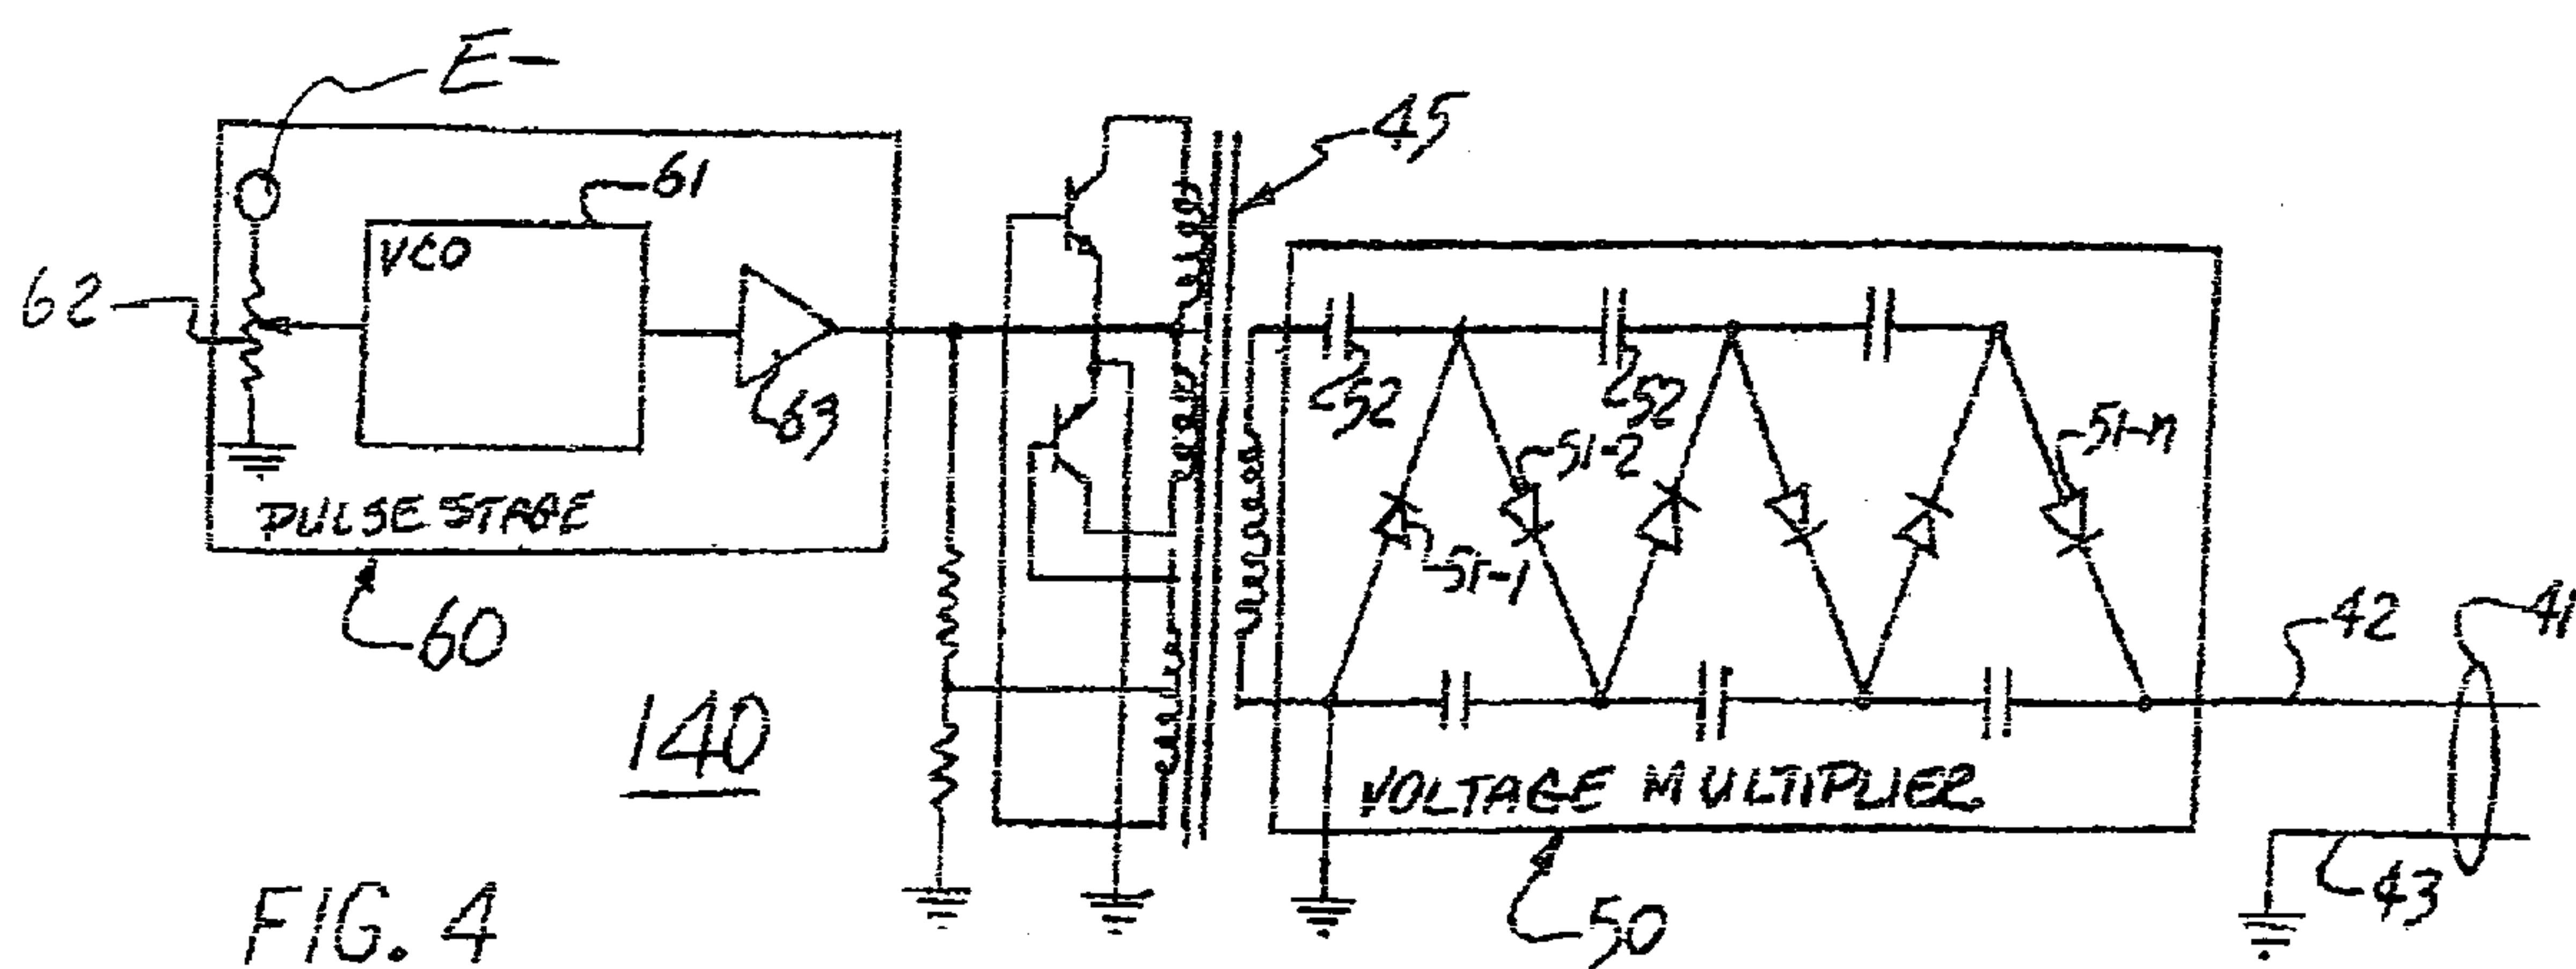 E-
45
61
VCO
62
63
52
52
51-n
51-2
51-1
PULSE STAGE
60
42
41
140
VOLTAGE MULTIPLIER
43
50
FIG. 4